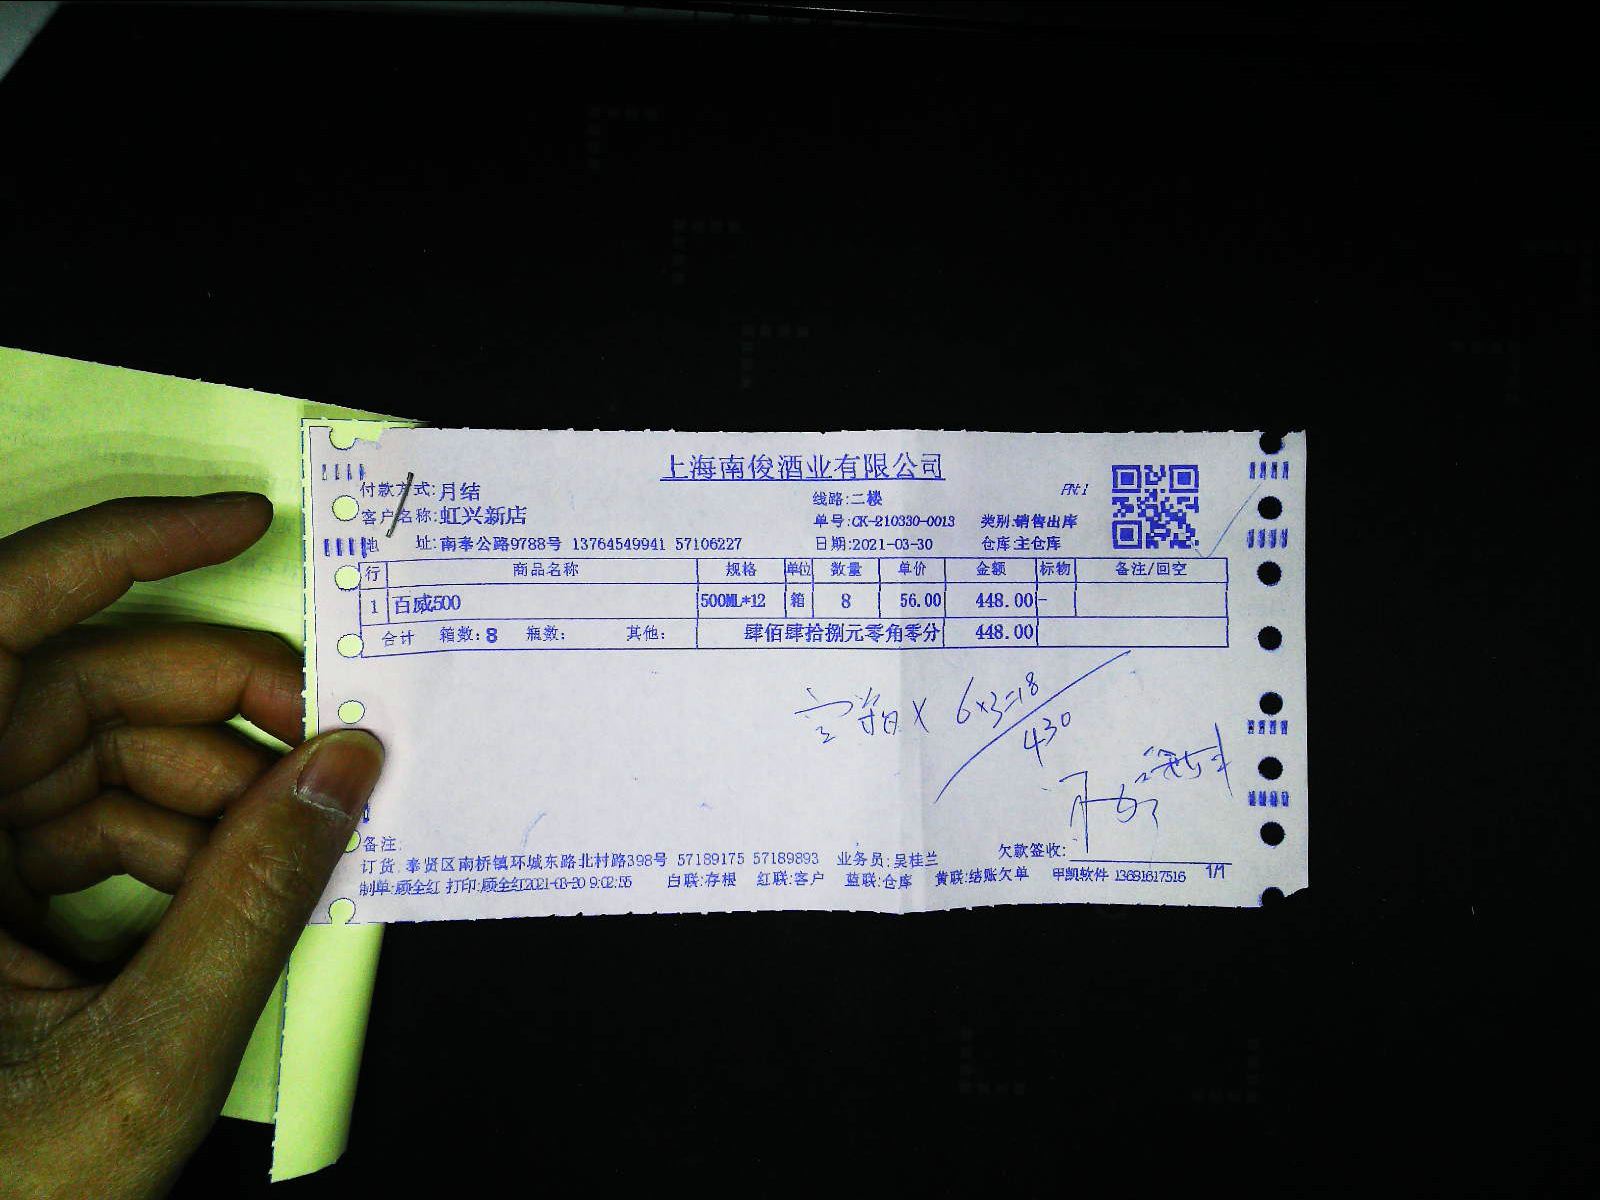 上海南俊酒业有限公司
付款方式:月结 线路:二楼
客户名称:虹兴新店 单号:CK-210330-0013 类别:销售出库
地 址:南奉公路9788号 13764549941 57106227 日期:2021-03-30 仓库:主仓库
行 商品名称 规格 单位 数量 单价 金额 标物 备注/回空
1 百威500 500ML*12 箱 8 56.00 448.00 -
合计 箱数:8 瓶数: 其他: 肆佰肆拾捌元零角零分 448.00
空箱 x 6x3=18
430
备注:
欠款签收:
订货:奉贤区南桥镇环城东路北村路398号 57189175 57189893 业务员:吴桂兰
制单:顾全红 打印:顾全红 9:02:55 白联:存根 红联:客户 蓝联:仓库 黄联:结账欠单 甲凯软件 13681617516 1/1